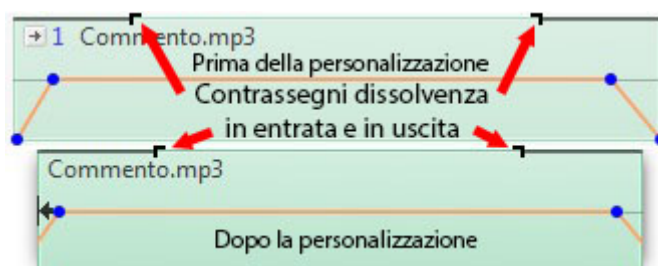 1 Commento.mp3
Prima della personalizzazione
Contrassegni dissolvenza
in entrata e in uscita
Commento.mp3
Dopo la personalizzazione